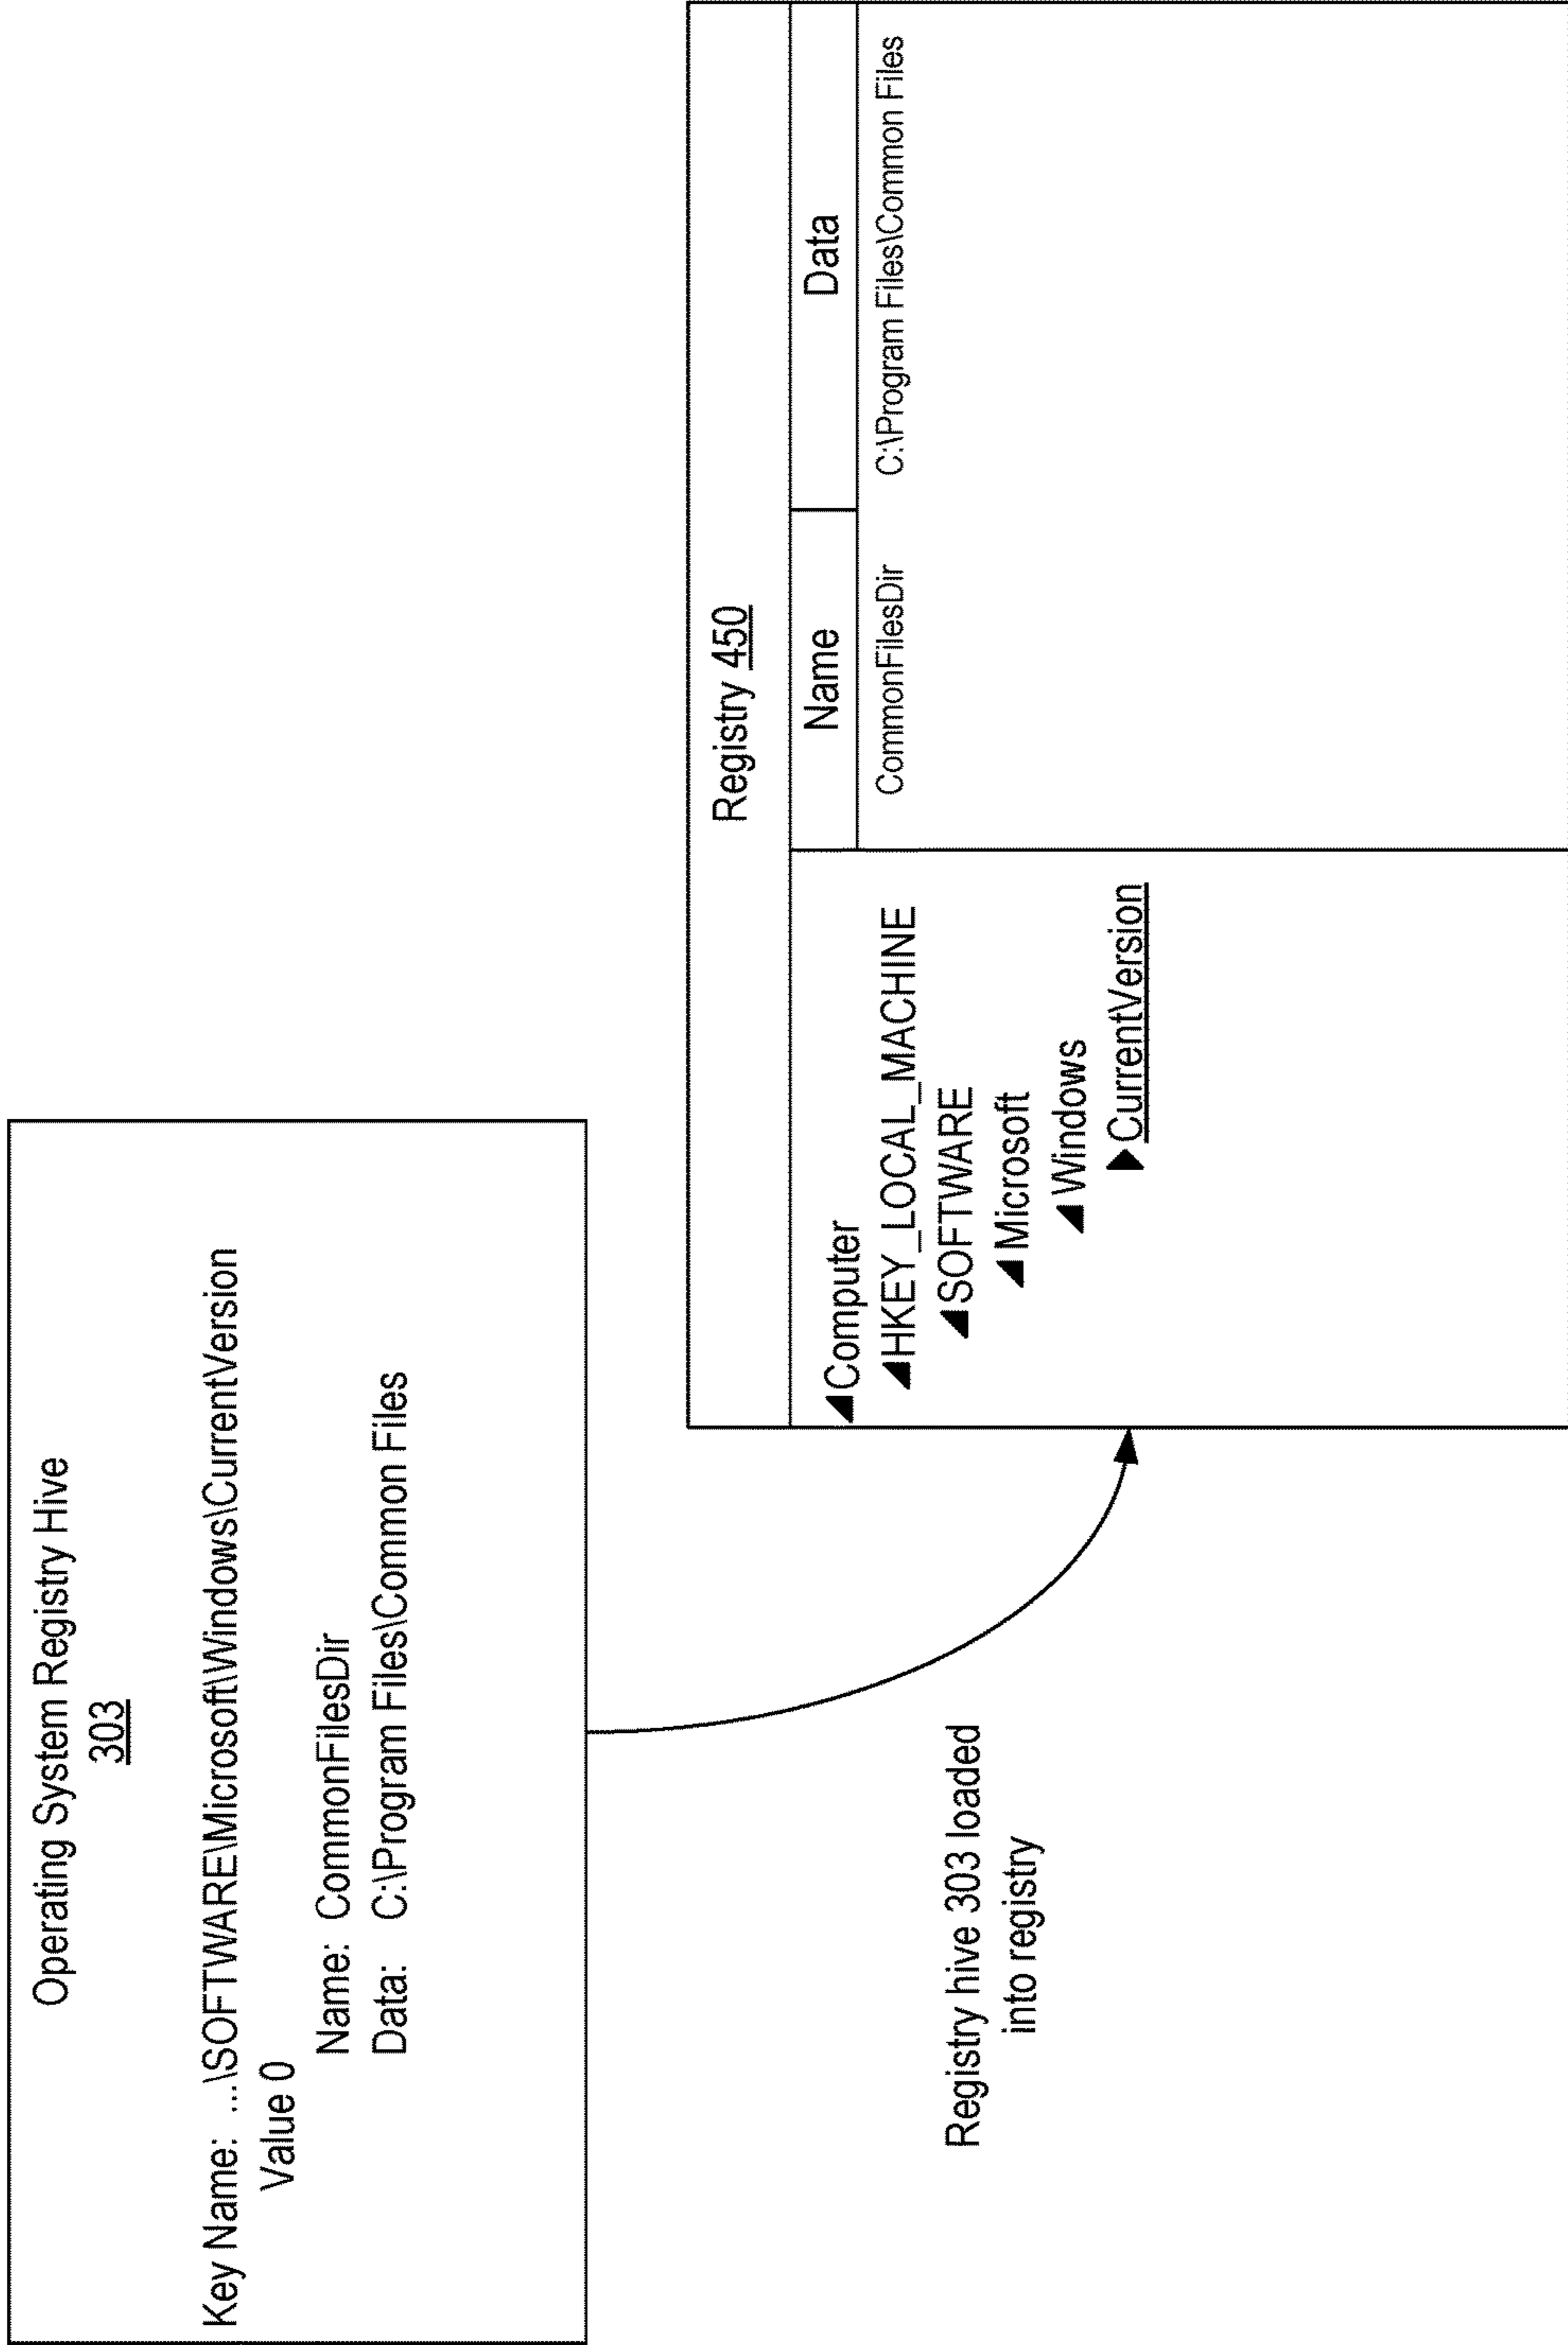 Operating System Registry Hive
303
Key Name: ...\SOFTWARE\Microsoft\Windows\CurrentVersion
Value 0
Name: CommonFilesDir
Data: C:\Program Files\Common Files
Registry hive 303 loaded
into registry
Registry 450
Name Data
CommonFilesDir C:\Program Files\Common Files
Computer
HKEY_LOCAL_MACHINE
SOFTWARE
Microsoft
Windows
CurrentVersion